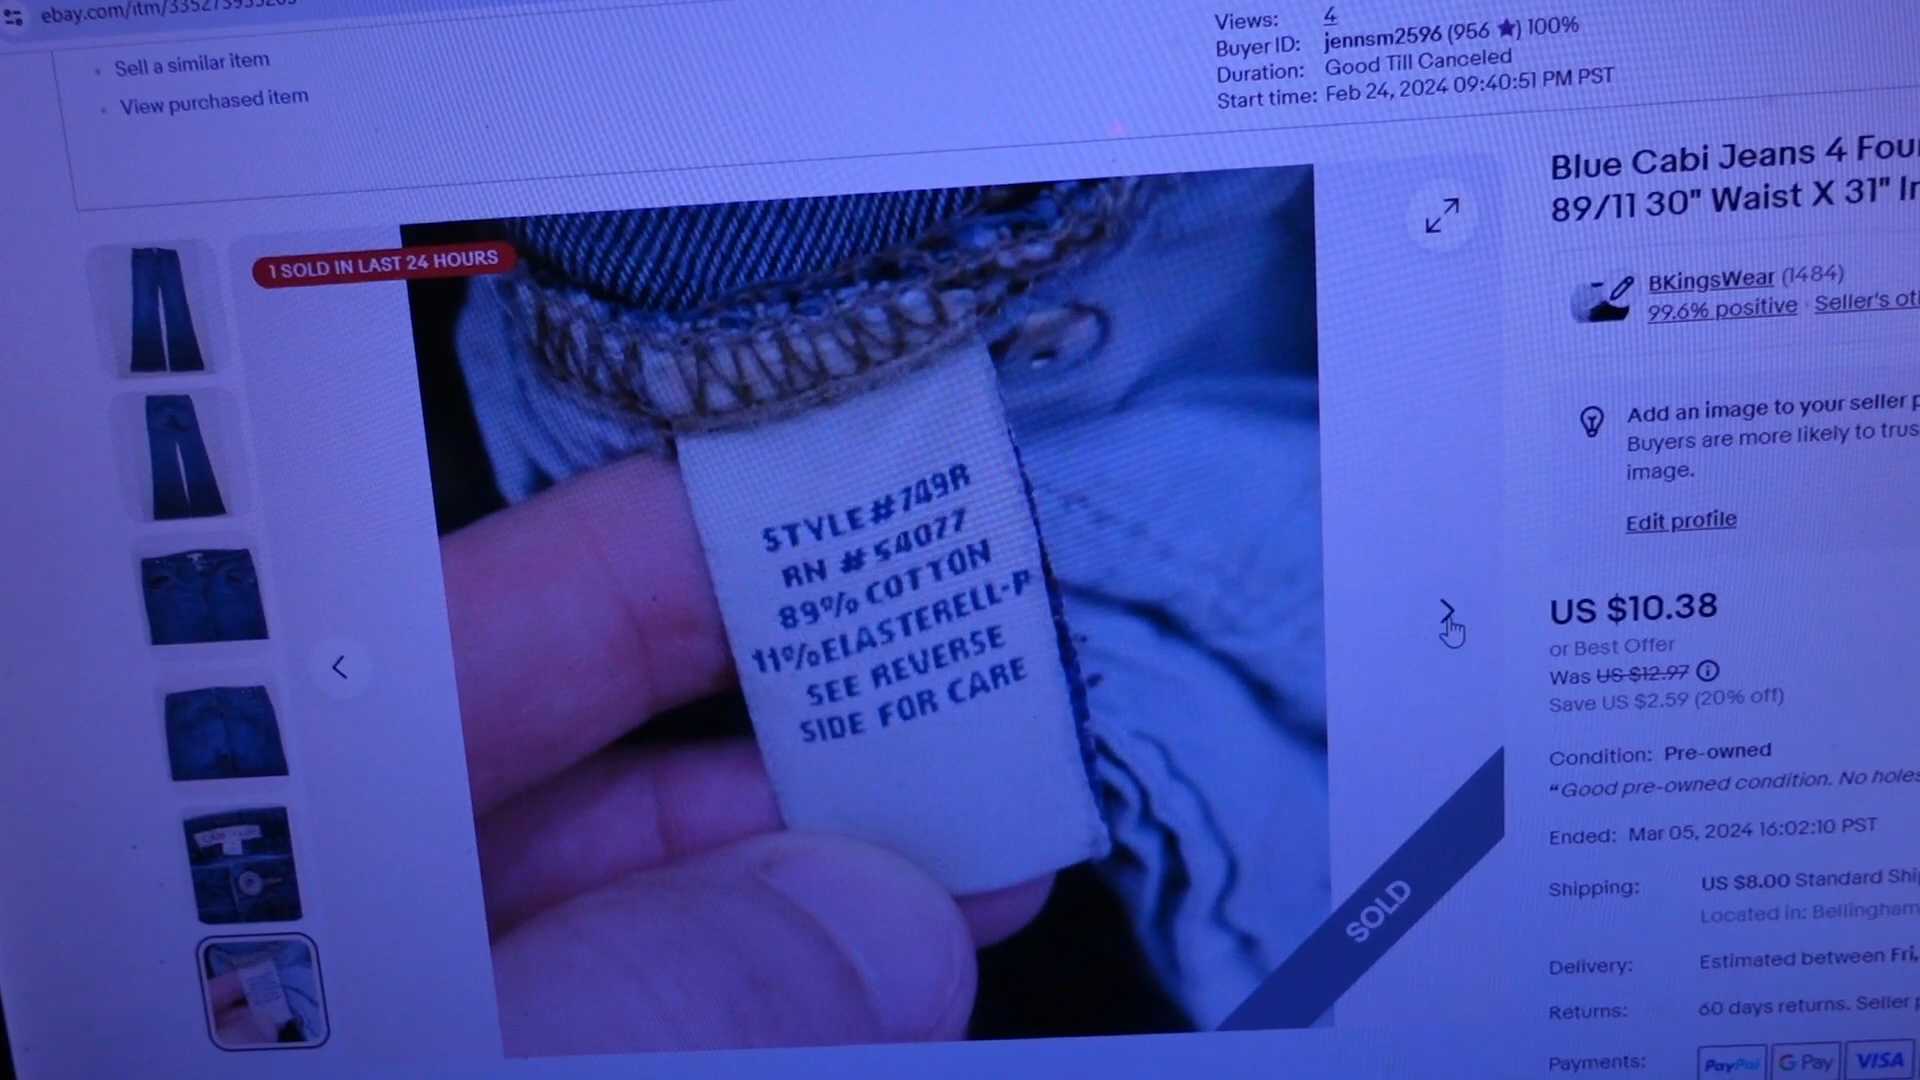 Sell a similar item
View purchased item
Views: 4
Buyer ID: jennsm2596 (956 ★) 100%
Duration: Good Till Canceled
Start time: Feb 24, 2024 09:40:51 PM PST
1 SOLD IN LAST 24 HOURS
STYLE#749R
RN # 54077
89% COTTON
11%ELASTERELL-P
SEE REVERSE
SIDE FOR CARE
SOLD
Blue Cabi Jeans 4
89/11 30" Waist X 31"
BKingsWear (1484)
99.6% positive · Seller's
Add an image to your seller
Buyers are more likely to
image.
Edit profile
US $10.38
or Best Offer
Was US $12.97
Save US $2.59 (20% off)
Condition: Pre-owned
“Good pre-owned condition. No
Ended: Mar 05, 2024 16:02:10 PST
Shipping: US $8.00 Standard
Located in: Bellingham
Delivery: Estimated between Fri,
Returns: 60 days returns. Seller
Payments: PayPal G Pay VISA